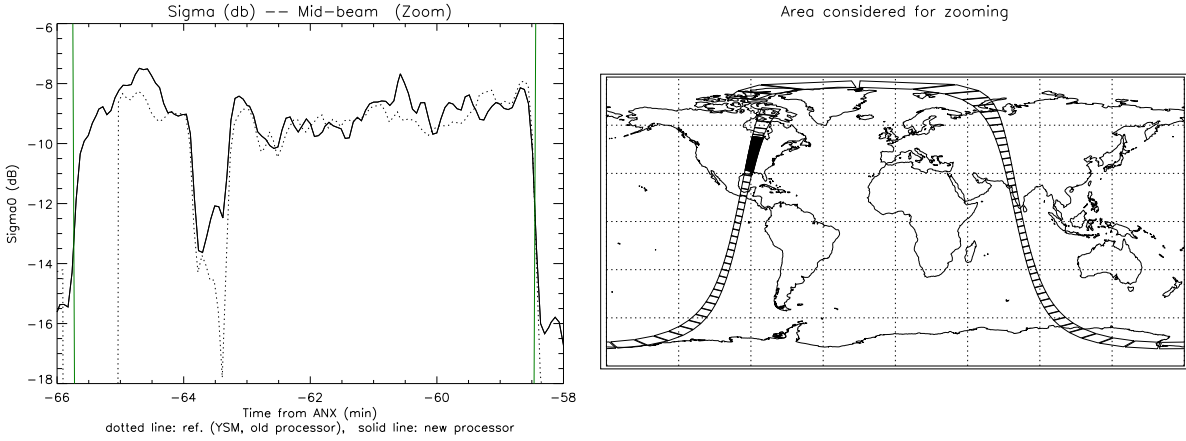 Sigma (db) -- Mid-beam (Zoom)
Area considered for zooming
-6
-8
-10
-12
-14
-16
-18
Sigma0 (dB)
-66
-64
-62
-60
-58
Time from ANX (min)
dotted line: ref. (YSM, old processor), solid line: new processor